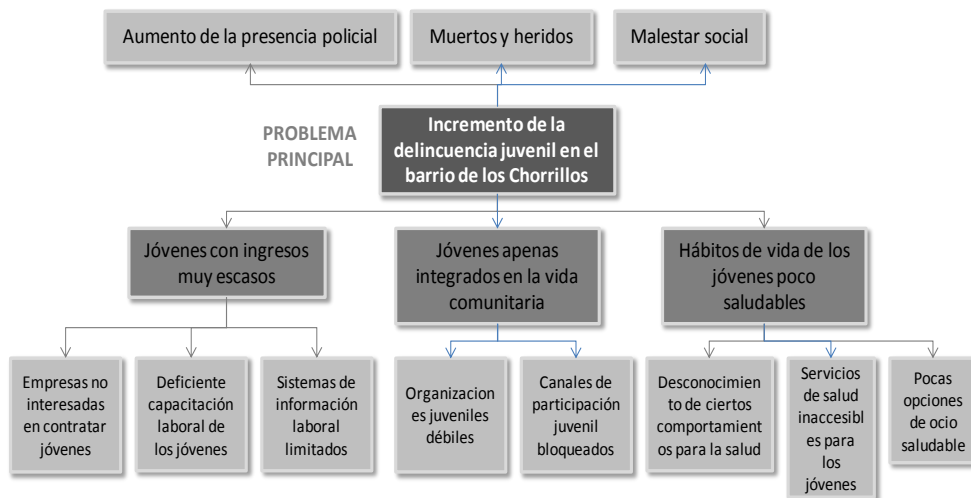 Aumento de la presencia policial
Muertos y heridos
Malestar social
PROBLEMA
PRINCIPAL
Incremento de la
delincuencia juvenil en el
barrio de los Chorrillos
Jóvenes con ingresos
muy escasos
Jóvenes apenas
integrados en la vida
comunitaria
Hábitos de vida de los
jóvenes poco
saludables
Empresas no
interesadas
en contratar
jóvenes
Deficiente
capacitación
laboral de
los jóvenes
Sistemas de
información
laboral
limitados
Organizacion
es juveniles
débiles
Canales de
participación
juvenil
bloqueados
Desconocimien
to de ciertos
comportamient
os para la salud
Servicios
de salud
inaccesibl
es para
los
jóvenes
Pocas
opciones
de ocio
saludable